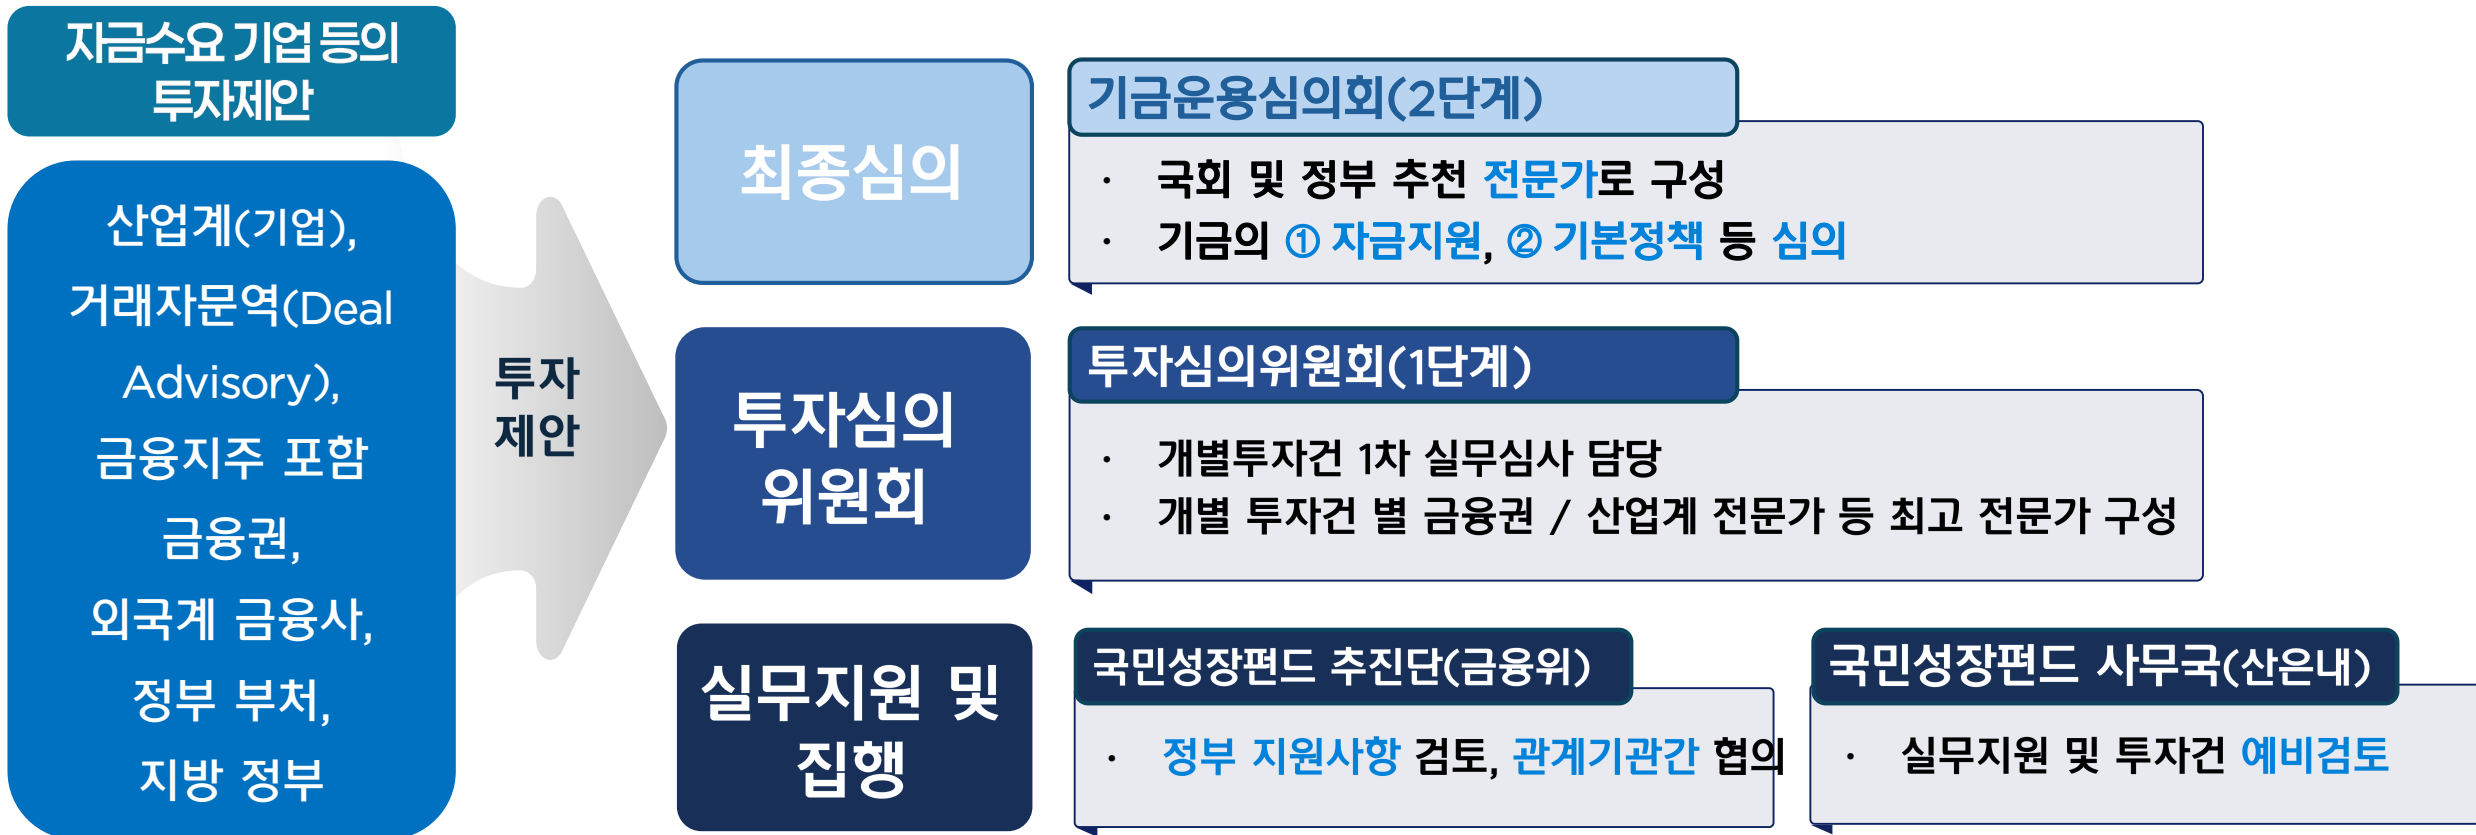 자금수요 기업 등의
투자제안
산업계(기업),
거래자문역(Deal
Advisory),
금융지주 포함
금융권,
외국계 금융사,
정부 부처,
지방 정부
투자
제안
최종심의
기금운용심의회(2단계)
· 국회 및 정부 추천 전문가로 구성
· 기금의 ① 자금지원, ② 기본정책 등 심의
투자심의
위원회
투자심의위원회(1단계)
· 개별투자건 1차 실무심사 담당
· 개별 투자건 별 금융권 / 산업계 전문가 등 최고 전문가 구성
실무지원 및
집행
국민성장펀드 추진단(금융위)
· 정부 지원사항 검토, 관계기관간 협의
국민성장펀드 사무국(산은내)
· 실무지원 및 투자건 예비검토